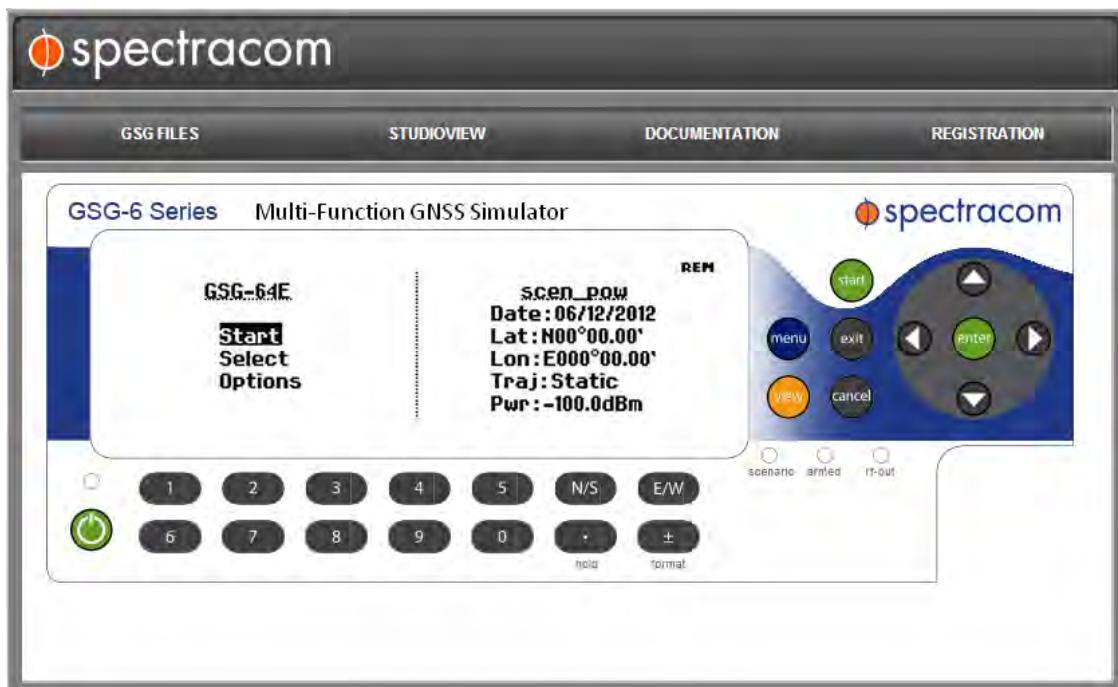 spectracom
GSG FILES STUDIOVIEW DOCUMENTATION REGISTRATION
GSG-6 Series Multi-Function GNSS Simulator
spectracom
REM
GSG-64E
Start
Select
Options
scen_pow
Date:06/12/2012
Lat:N00°00.00'
Lon:E000°00.00'
Traj:Static
Pwr:-100.0dBm
start
menu exit enter
view cancel
scenario armed rf-out
1 2 3 4 5 N/S E/W
6 7 8 9 0 . ±
hold format